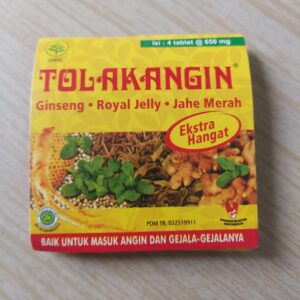 Isi : 4 tablet @ 650 mg
JAMU
TOLAKANGIN®
Ginseng • Royal Jelly • Jahe Merah
Ekstra
Hangat
POM TR. 032519911
BAIK UNTUK MASUK ANGIN DAN GEJALA-GEJALANYA